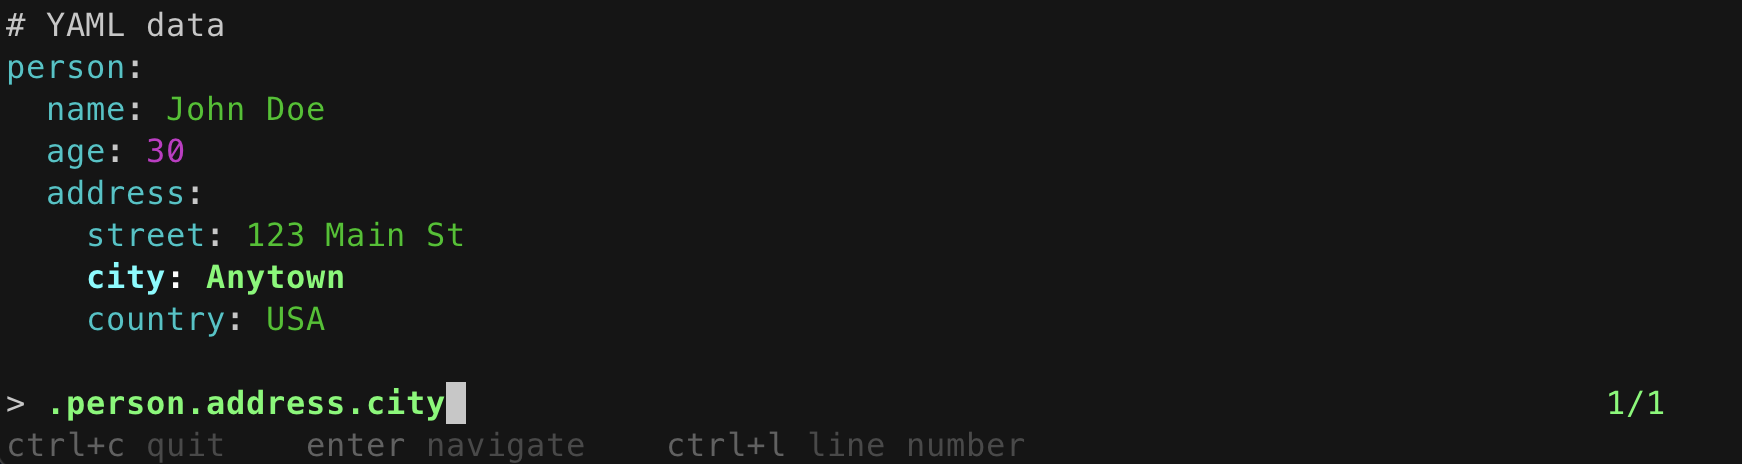 # YAML data
person:
  name: John Doe
  age: 30
  address:
    street: 123 Main St
    city: Anytown
    country: USA
> .person.address.city 1/1
ctrl+c quit    enter navigate    ctrl+l line number